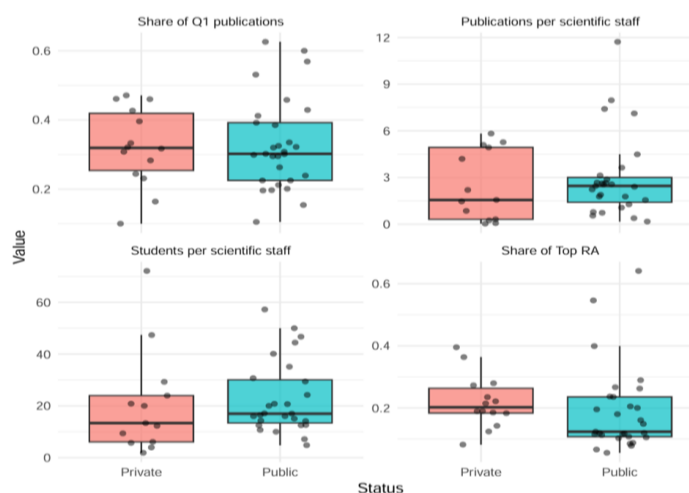 Share of Q1 publications
Publications per scientific staff
0.6
0.4
0.2
12
9
6
3
0
Value
Students per scientific staff
Share of Top RA
60
40
20
0
0.6
0.4
0.2
Private
Public
Private
Public
Status